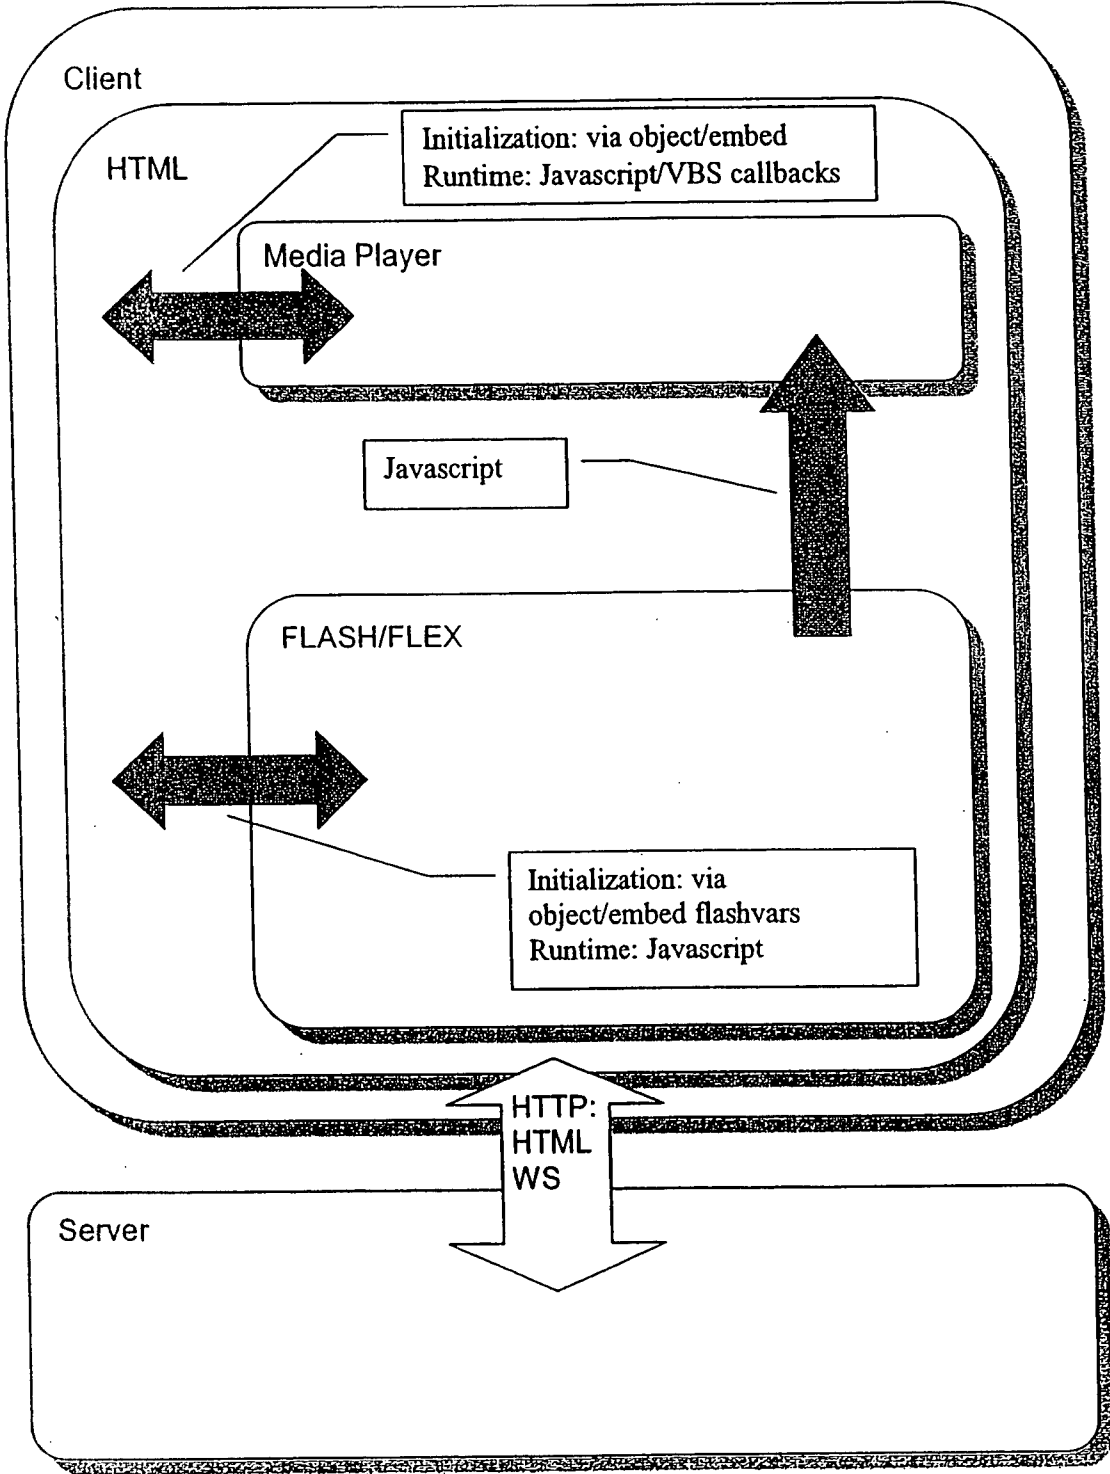 Client
HTML
Initialization: via object/embed
Runtime: Javascript/VBS callbacks
Media Player
Javascript
FLASH/FLEX
Initialization: via
object/embed flashvars
Runtime: Javascript
HTTP:
HTML
WS
Server